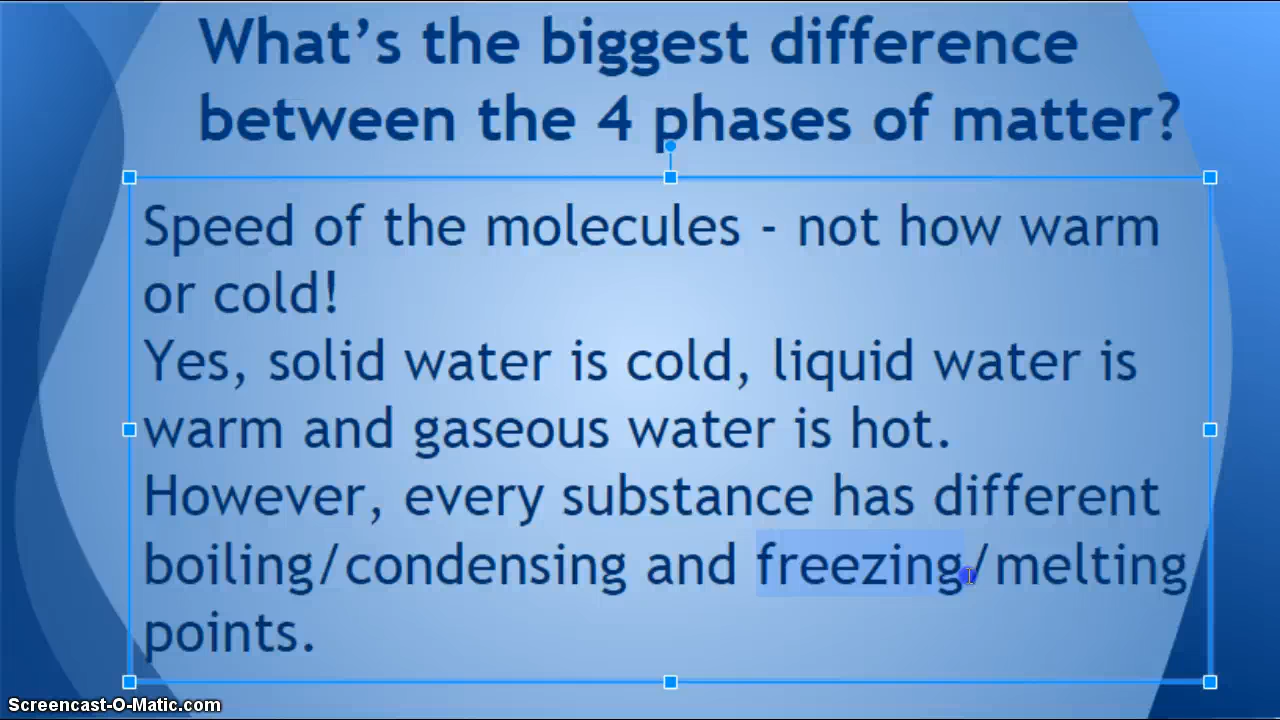 What's the biggest difference
between the 4 phases of matter?
Speed of the molecules - not how warm
or cold!
Yes, solid water is cold, liquid water is
warm and gaseous water is hot.
However, every substance has different
boiling/condensing and freezing/melting
points.
Screencast-O-Matic.com